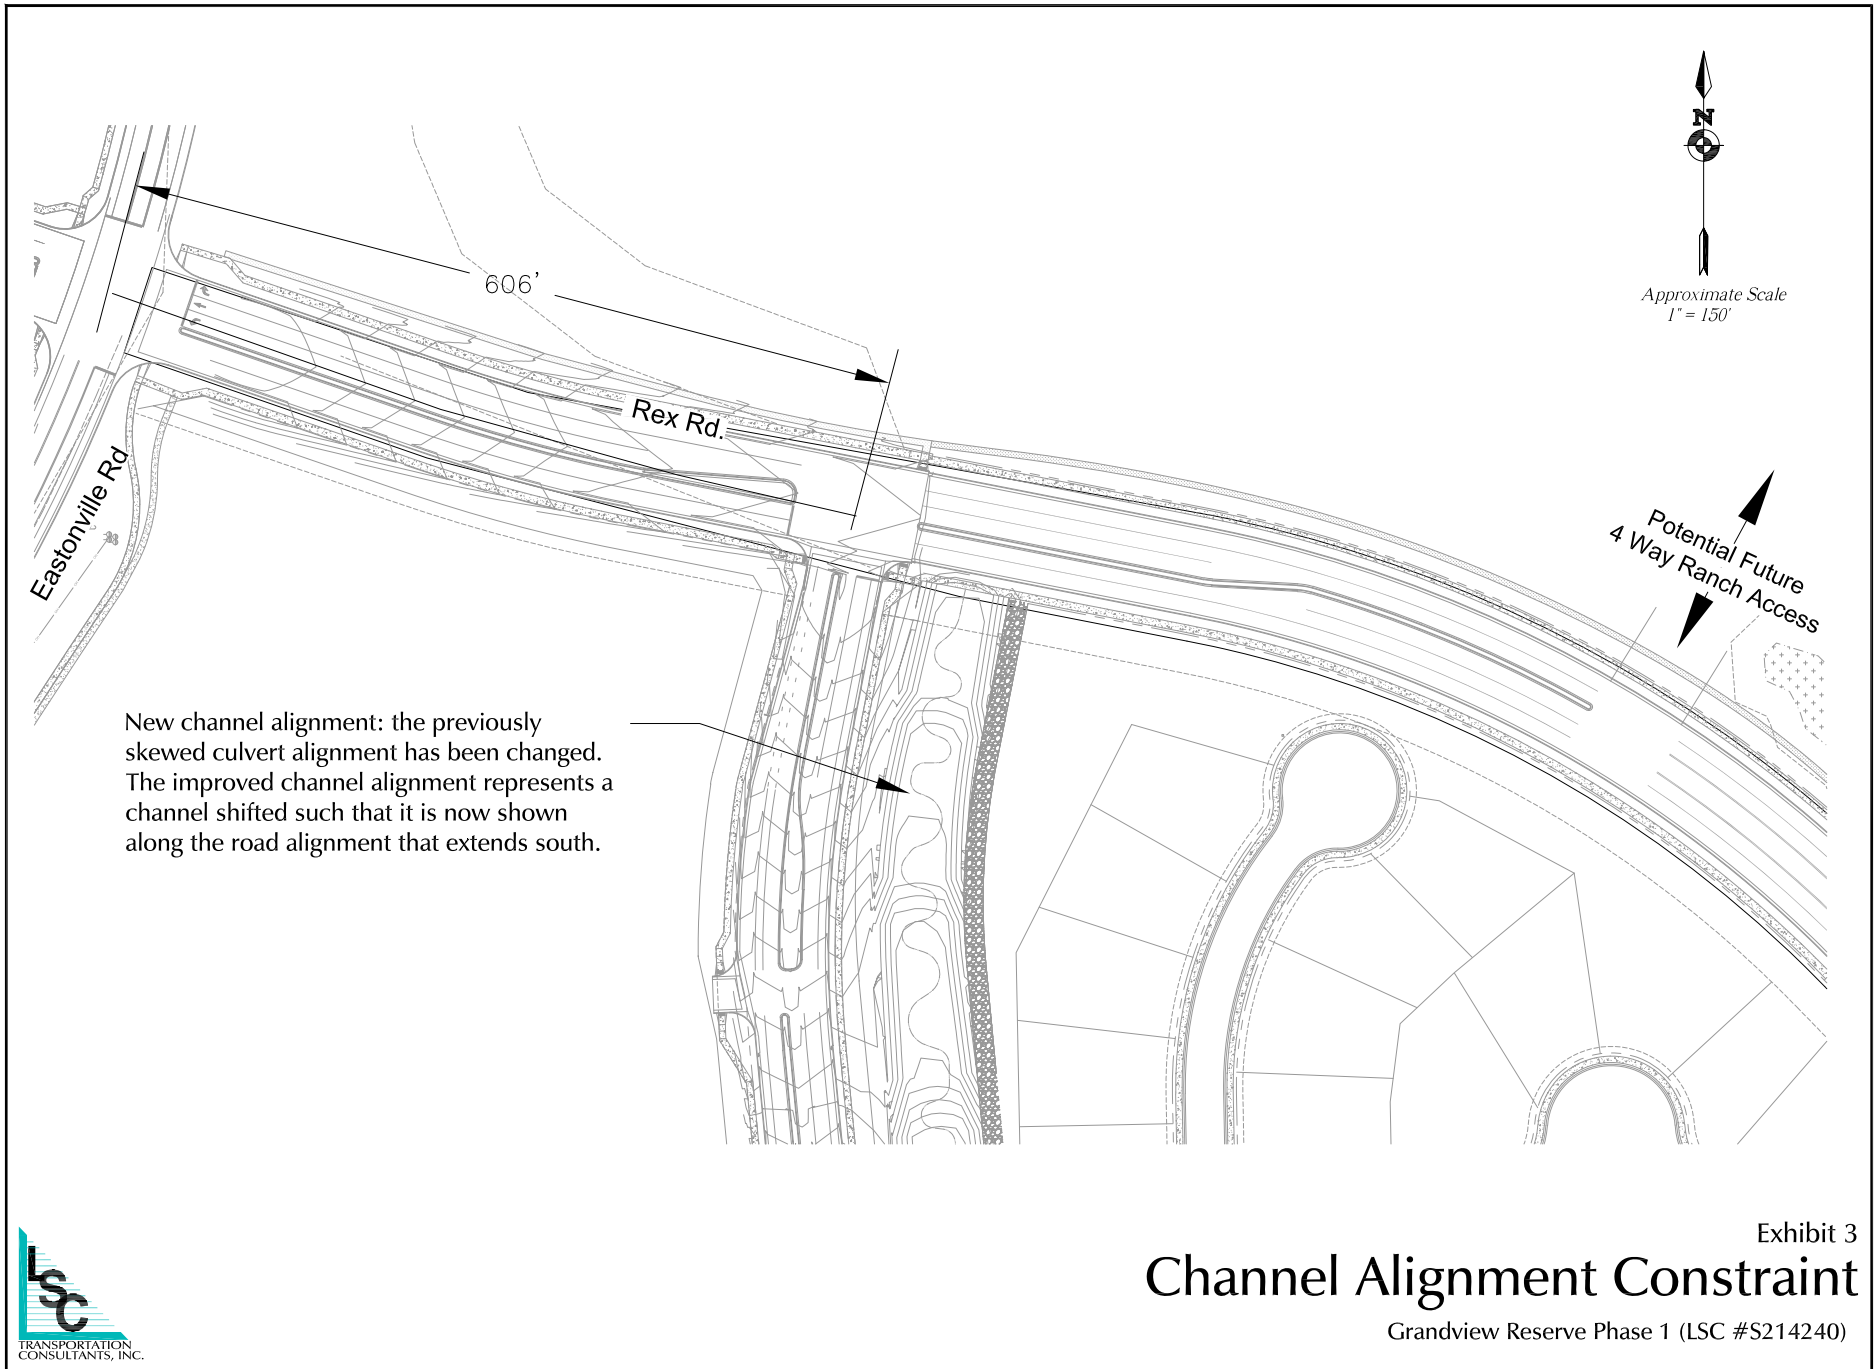 N
Approximate Scale
1" = 150'
606'
Rex Rd.
Eastonville Rd
Potential Future
4 Way Ranch Access
New channel alignment: the previously
skewed culvert alignment has been changed.
The improved channel alignment represents a
channel shifted such that it is now shown
along the road alignment that extends south.
Exhibit 3
Channel Alignment Constraint
Grandview Reserve Phase 1 (LSC #S214240)
LSC
TRANSPORTATION
CONSULTANTS, INC.